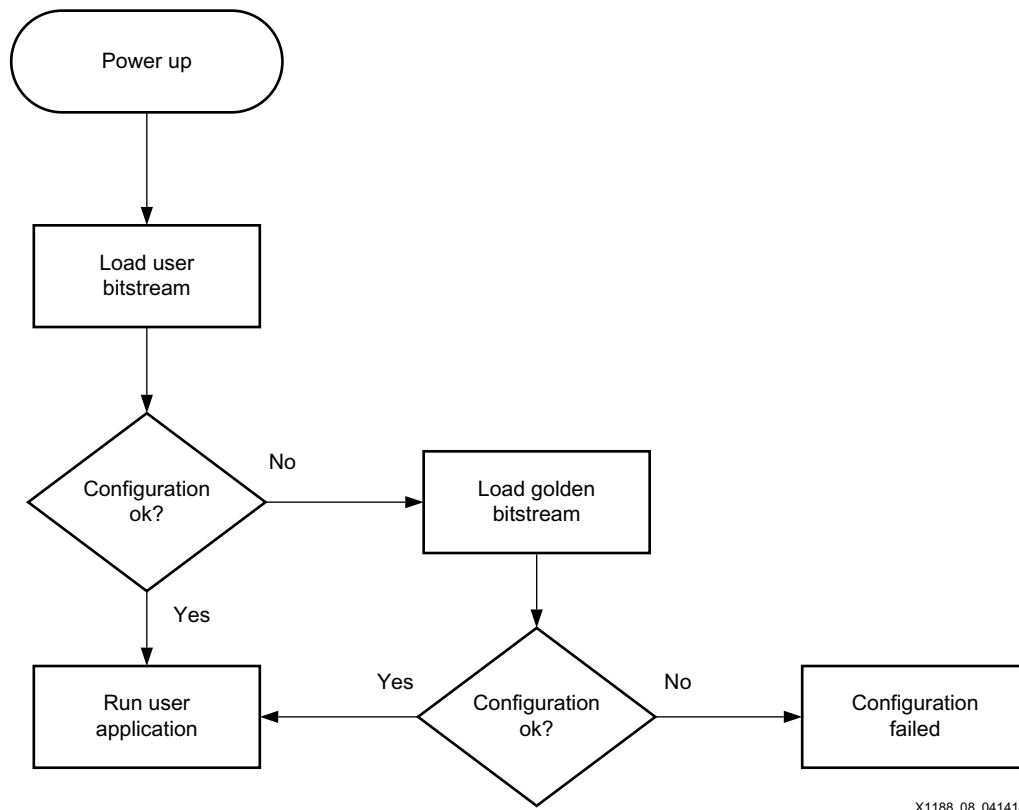 Power up
Load user
bitstream
Configuration
ok?
No
Load golden
bitstream
Yes
Run user
application
Yes
Configuration
ok?
No
Configuration
failed
X1188_08_04141